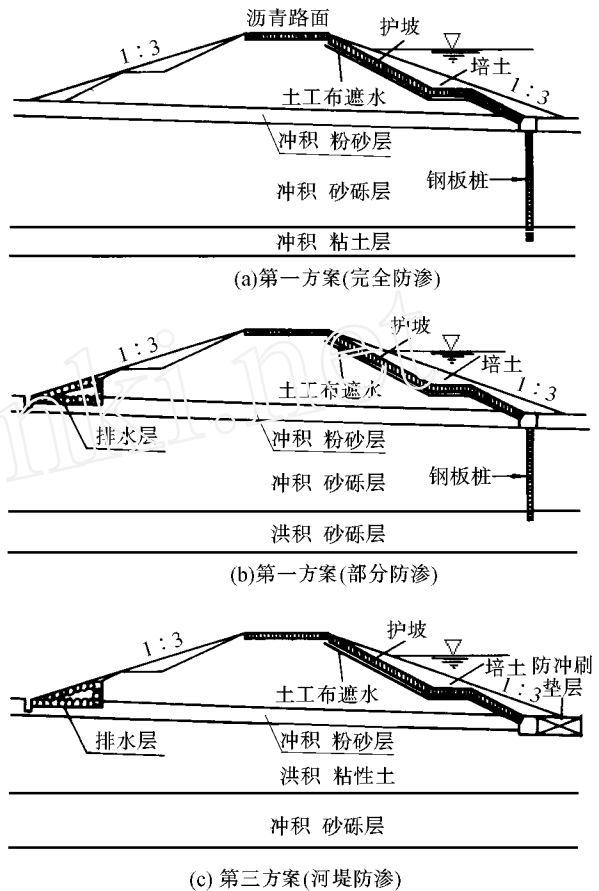 沥青路面
护坡
1:3
培土
1:3
土工布遮水
冲积 粉砂层
冲积 砂砾层
钢板桩
冲积 粘土层
(a)第一方案(完全防渗)
护坡
1:3
培土
1:3
土工布遮水
排水层
冲积 粉砂层
冲积 砂砾层
钢板桩
洪积 砂砾层
(b)第一方案(部分防渗)
护坡
1:3
培土
防冲刷
垫层
1:3
土工布遮水
排水层
冲积 粉砂层
洪积 粘性土
冲积 砂砾层
(c) 第三方案(河堤防渗)
nki.net